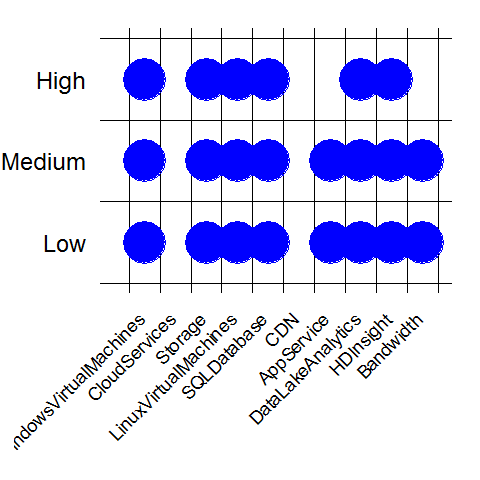 High
Medium
Low
ndowsVirtualMachines
CloudServices
Storage
LinuxVirtualMachines
SQLDatabase
CDN
AppService
DataLakeAnalytics
HDInsight
Bandwidth